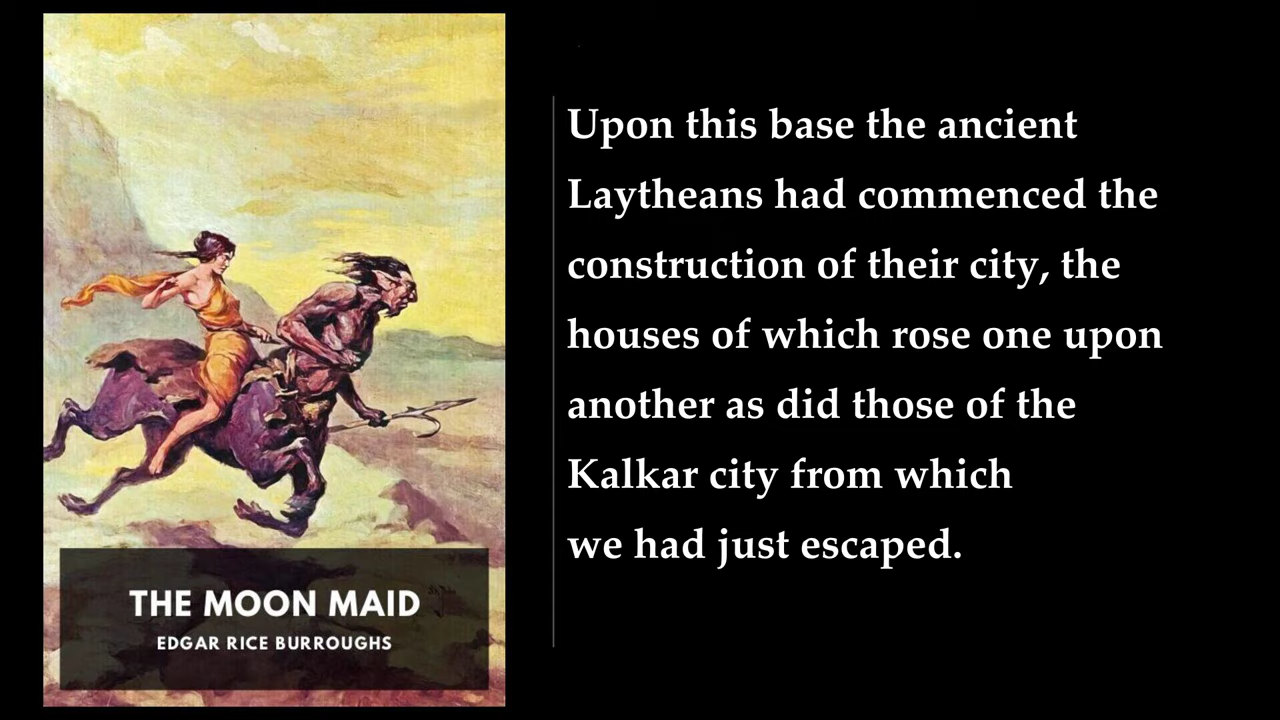 THE MOON MAID
EDGAR RICE BURROUGHS
Upon this base the ancient
Laytheans had commenced the
construction of their city, the
houses of which rose one upon
another as did those of the
Kalkar city from which
we had just escaped.